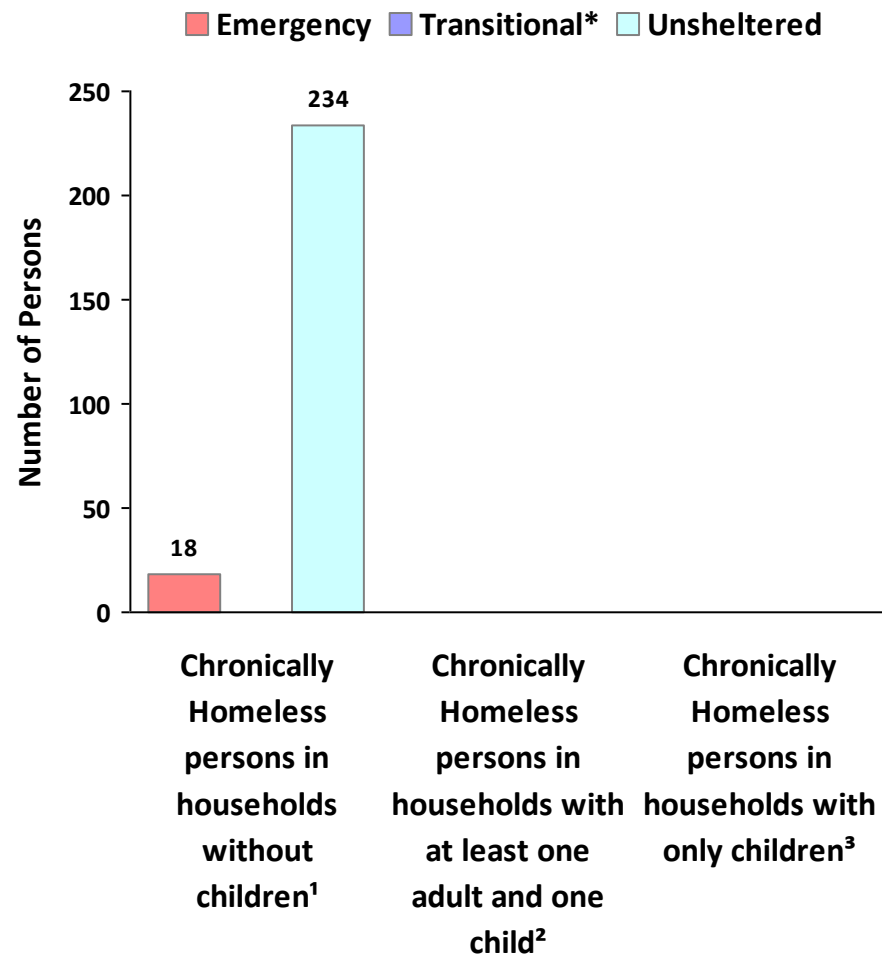 Emergency Transitional* Unsheltered
Number of Persons
250
200
150
100
50
0
234
18
Chronically
Homeless
persons in
households
without
children¹
Chronically
Homeless
persons in
households with
at least one
adult and one
child²
Chronically
Homeless
persons in
households with
only children³